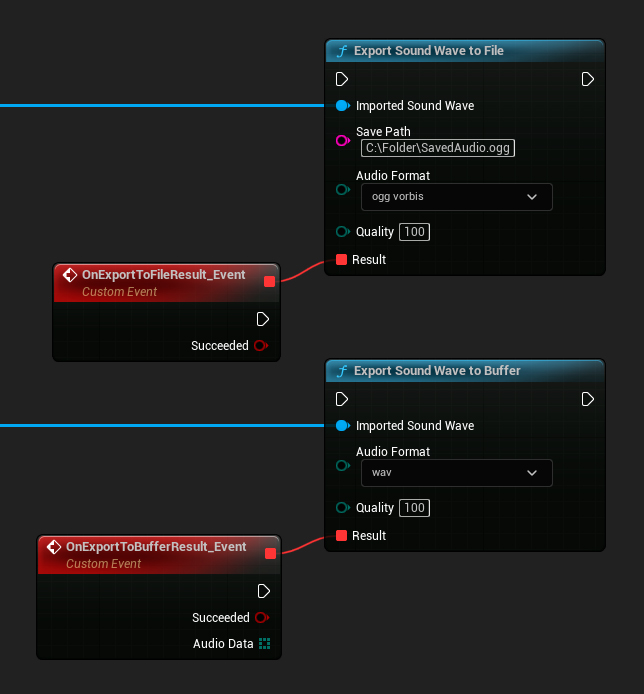 Export Sound Wave to File
Imported Sound Wave
Save Path
C:\Folder\SavedAudio.ogg
Audio Format
ogg vorbis
Quality 100
Result
OnExportToFileResult_Event
Custom Event
Succeeded
Export Sound Wave to Buffer
Imported Sound Wave
Audio Format
wav
Quality 100
Result
OnExportToBufferResult_Event
Custom Event
Succeeded
Audio Data